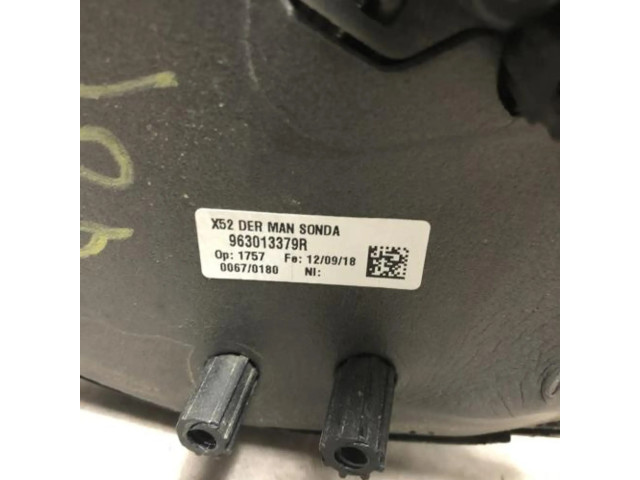 X52 DER MAN SONDA
963013379R
Op: 1757 Fe: 12/09/18
0067/0180 NI: